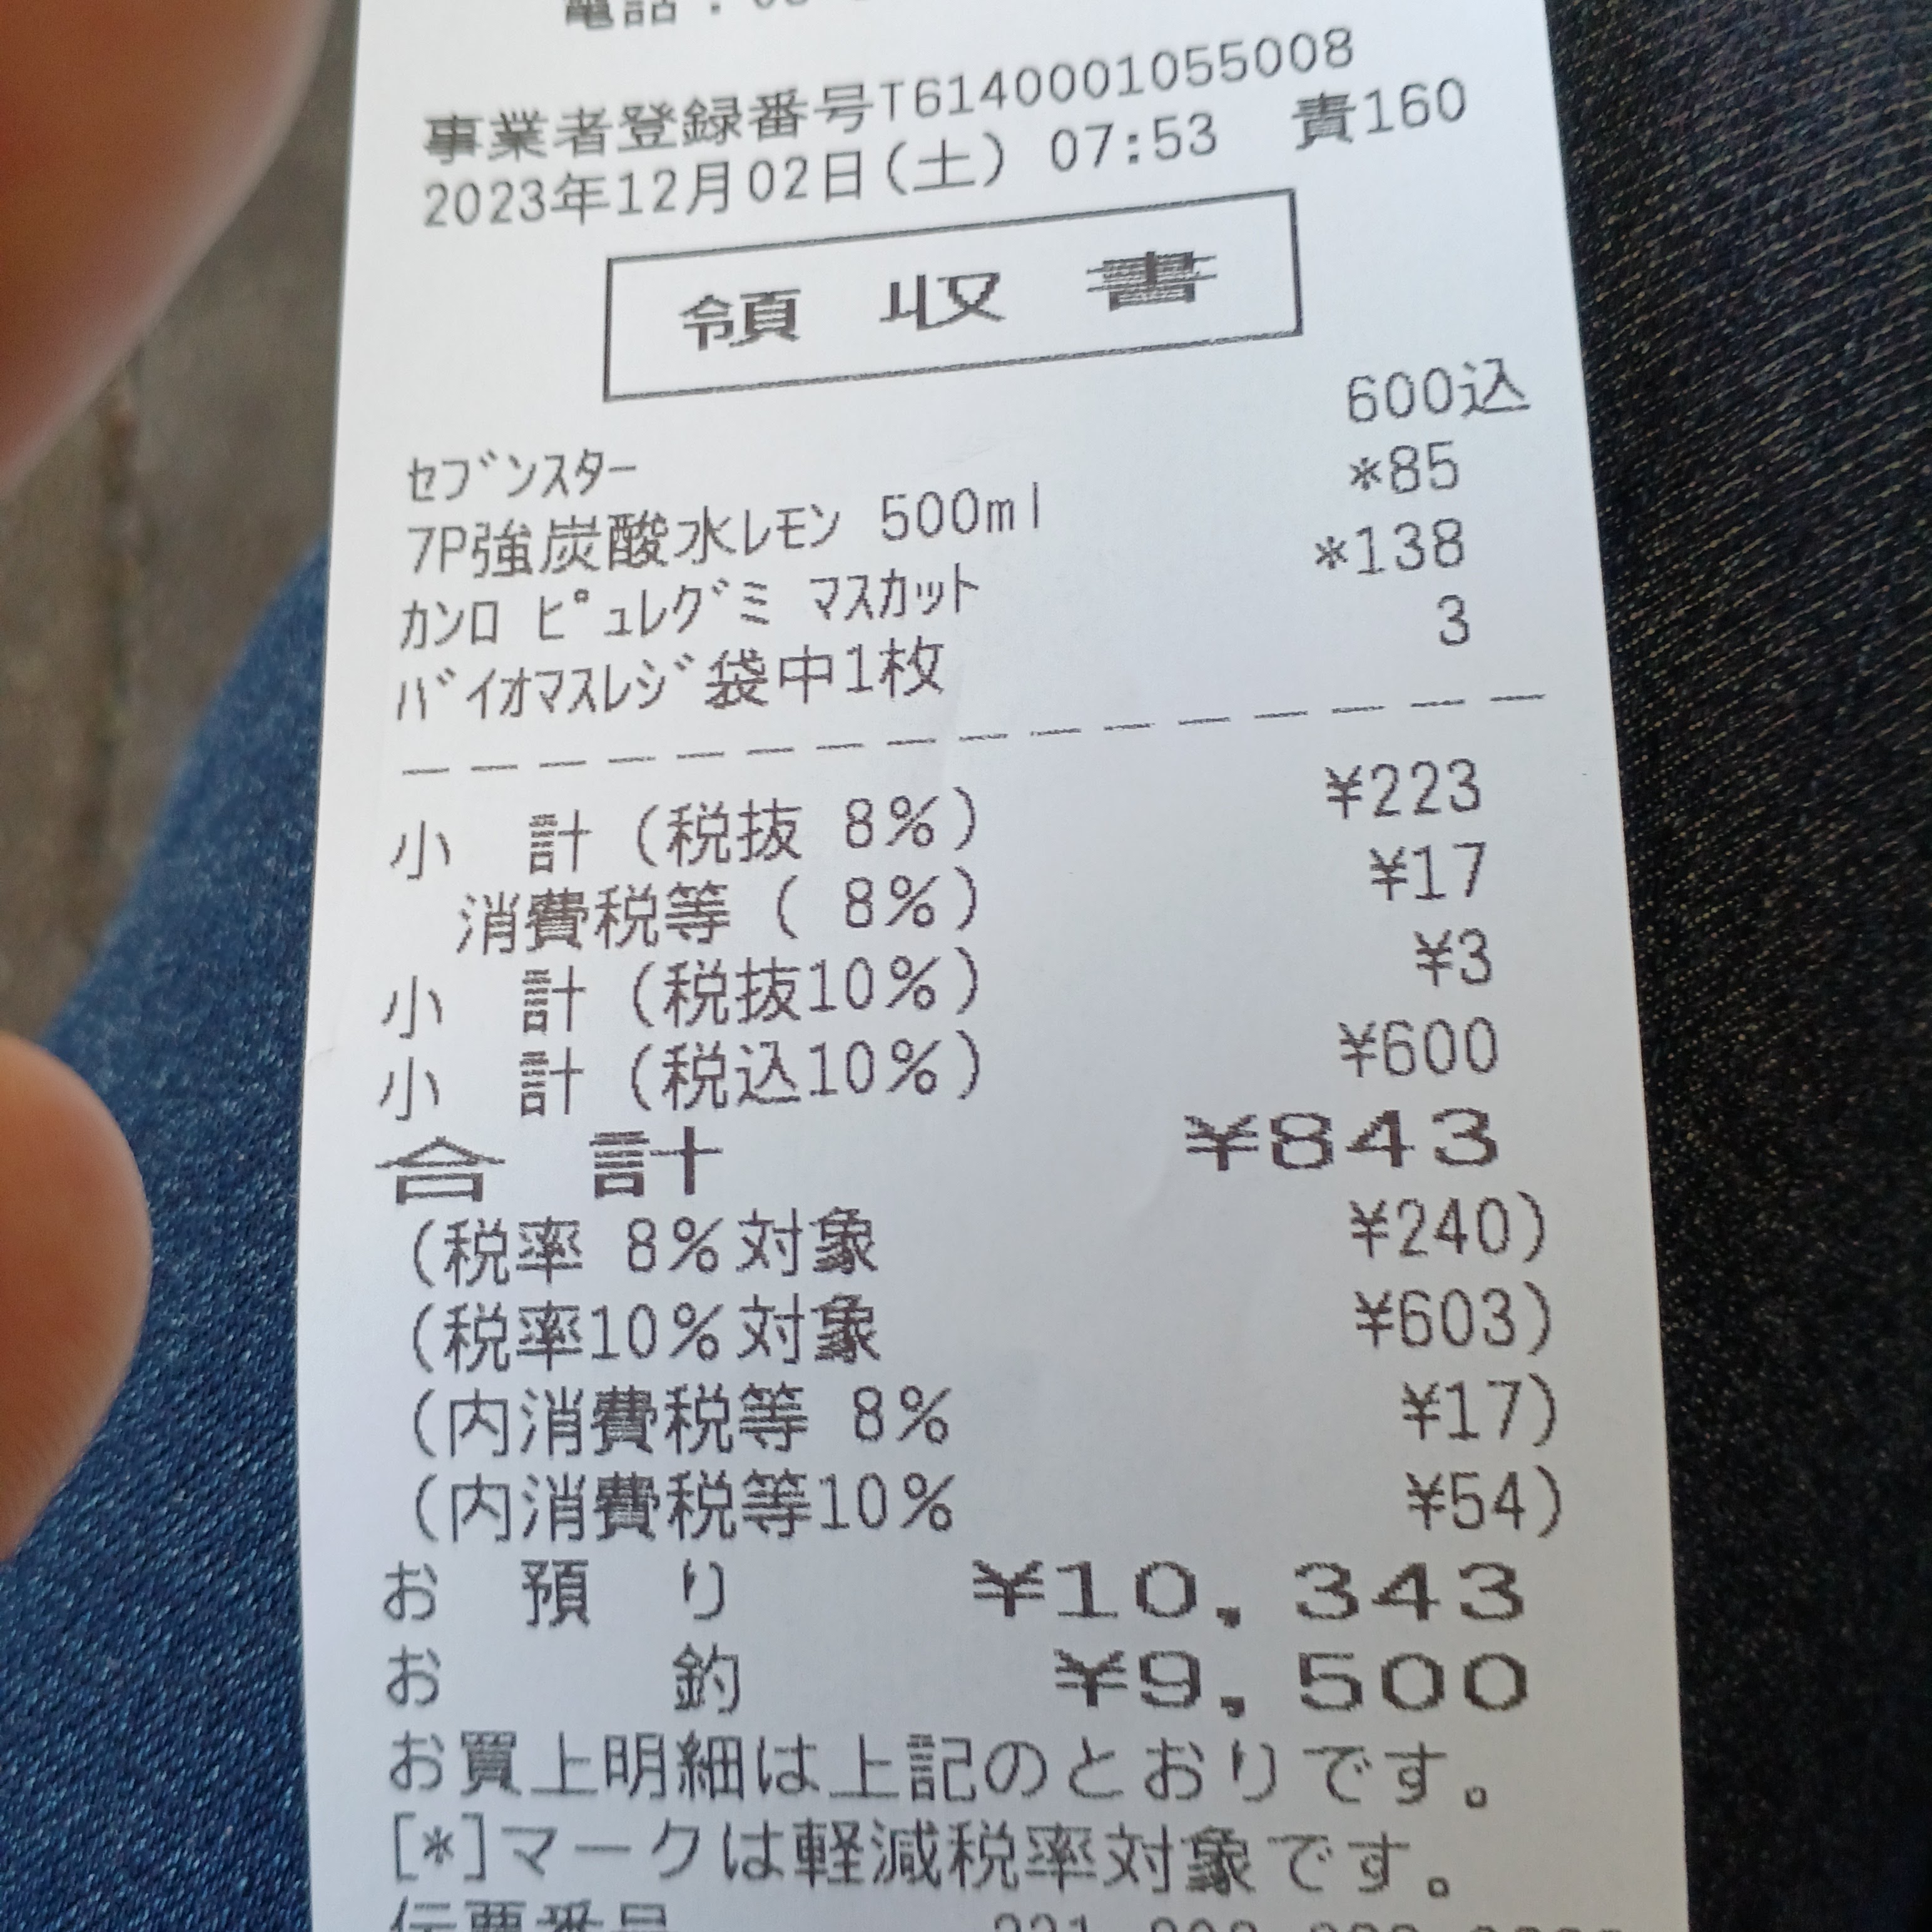 電話：
事業者登録番号T6140001055008
2023年12月02日(土) 07:53 責160
領収書
ｾﾌﾞﾝｽﾀｰ 600込
7P強炭酸水ﾚﾓﾝ 500ml *85
ｶﾝﾛ ﾋﾟｭﾚｸﾞﾐ ﾏｽｶｯﾄ *138
ﾊﾞｲｵﾏｽﾚｼﾞ袋中1枚 3
小 計(税抜 8%) ¥223
消費税等( 8%) ¥17
小 計(税抜10%) ¥3
小 計(税込10%) ¥600
合 計 ¥843
(税率 8%対象 ¥240)
(税率10%対象 ¥603)
(内消費税等 8% ¥17)
(内消費税等10% ¥54)
お 預 り ¥10,343
お 釣 ¥9,500
お買上明細は上記のとおりです。
[*]マークは軽減税率対象です。
伝票番号